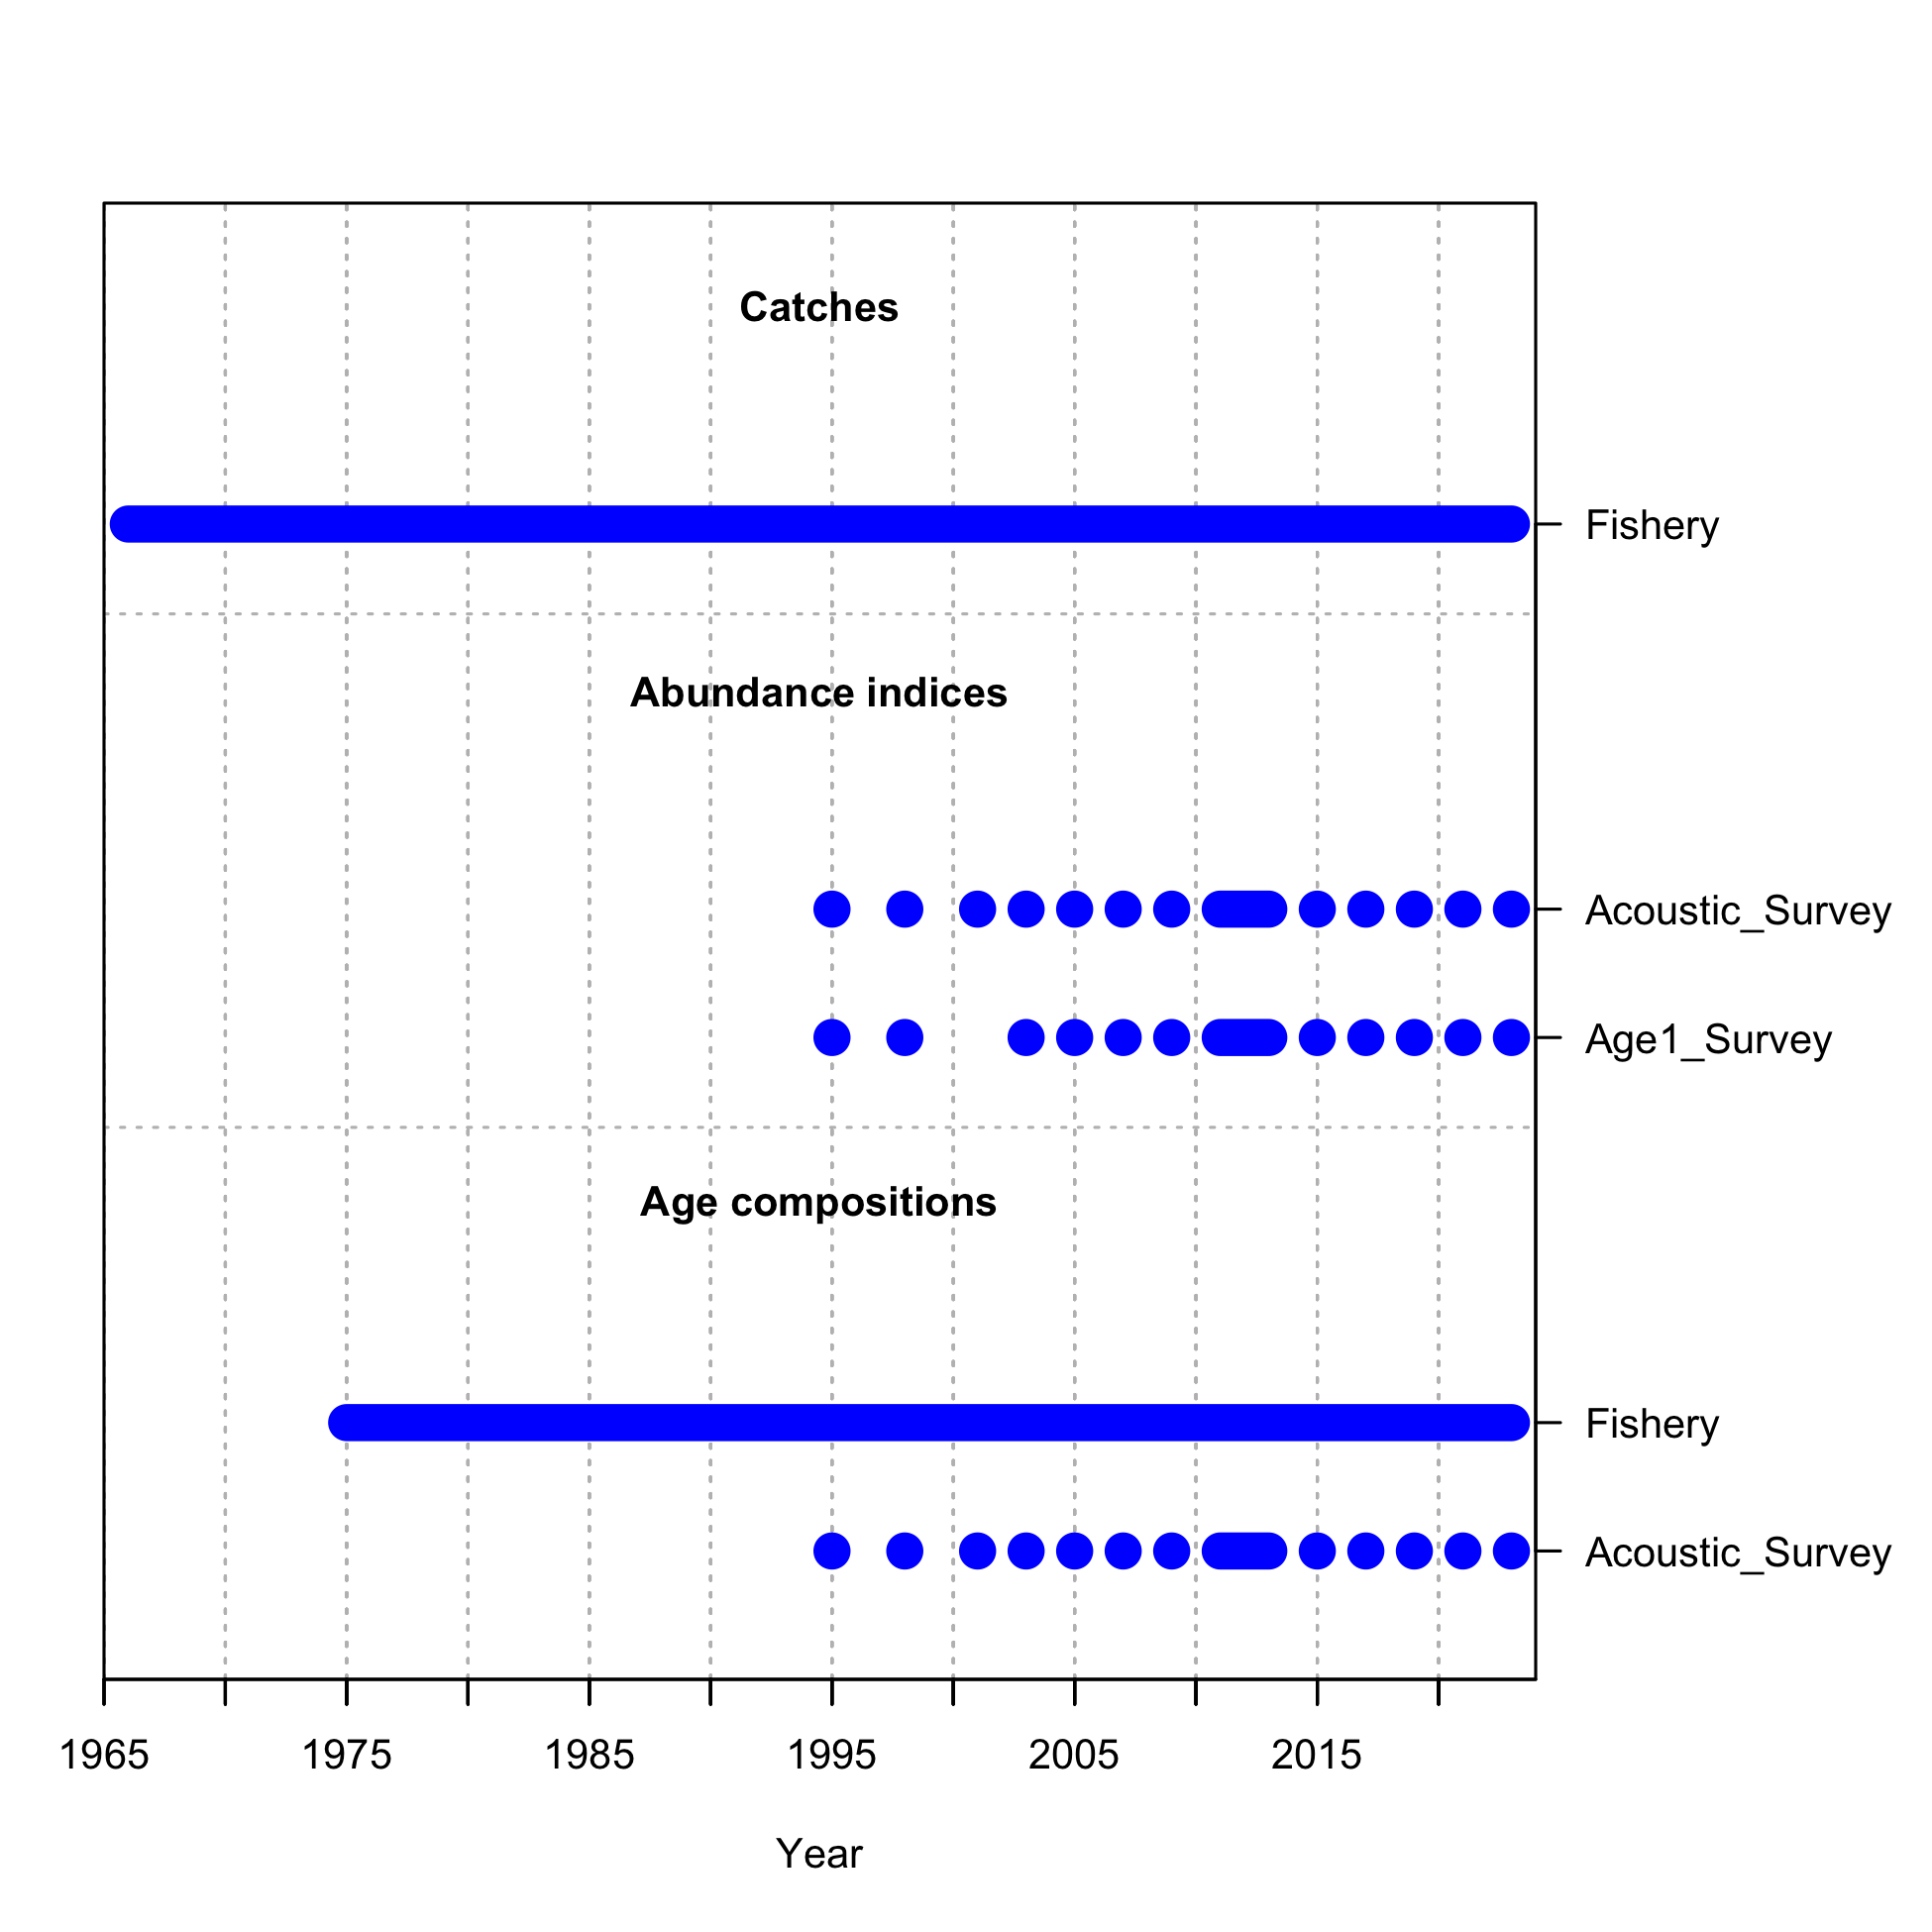 Catches
Fishery
Abundance indices
Acoustic_Survey
Age1_Survey
Age compositions
Fishery
Acoustic_Survey
1965 1975 1985 1995 2005 2015
Year